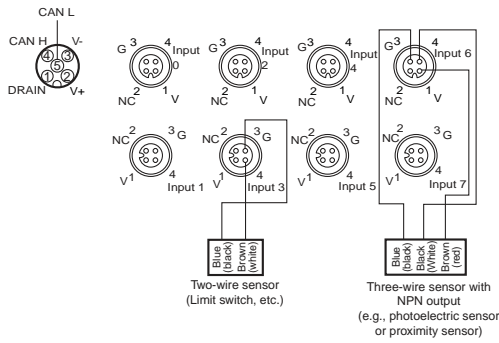 CAN L
CAN H
V-
4 3
5
1 2
DRAIN
V+
G 3 4 Input 0
NC 2 1 V
G 3 4 Input 2
NC 2 1 V
G 3 4 Input 4
NC 2 1 V
G 3 4 Input 6
NC 2 1 V
NC 2 3 G
V 1 4 Input 1
NC 2 3 G
V 1 4 Input 3
NC 2 3 G
V 1 4 Input 5
NC 2 3 G
V 1 4 Input 7
Blue
(black)
Brown
(white)
Blue
(black)
Black
(White)
Brown
(red)
Two-wire sensor
(Limit switch, etc.)
Three-wire sensor with
NPN output
(e.g., photoelectric sensor
or proximity sensor)